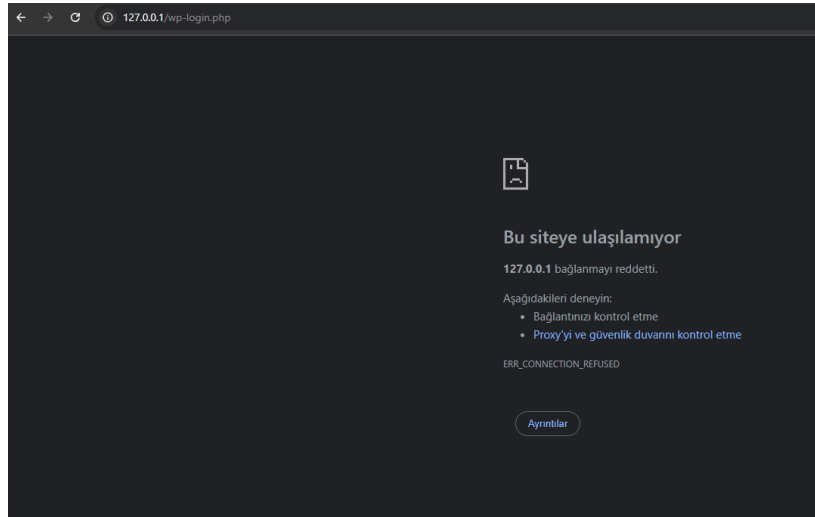 127.0.0.1/wp-login.php
Bu siteye ulaşılamıyor
127.0.0.1 bağlanmayı reddetti.
Aşağıdakileri deneyin:
Bağlantınızı kontrol etme
Proxy'yi ve güvenlik duvarını kontrol etme
ERR_CONNECTION_REFUSED
Ayrıntılar